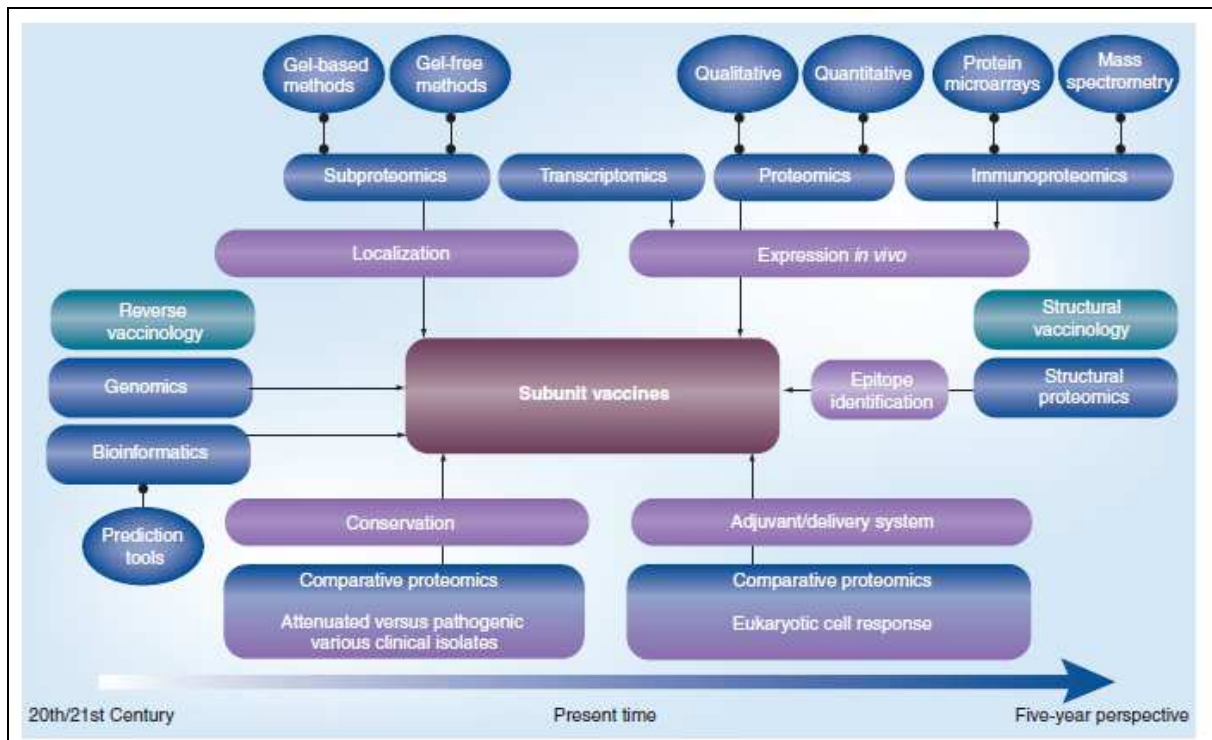 Gel-based
methods
Gel-free
methods
Qualitative
Quantitative
Protein
microarrays
Mass
spectrometry
Subproteomics
Transcriptomics
Proteomics
Immunoproteomics
Localization
Expression in vivo
Reverse
vaccinology
Structural
vaccinology
Genomics
Subunit vaccines
Epitope
identification
Structural
proteomics
Bioinformatics
Prediction
tools
Conservation
Adjuvant/delivery system
Comparative proteomics
Attenuated versus pathogenic
various clinical isolates
Comparative proteomics
Eukaryotic cell response
20th/21st Century
Present time
Five-year perspective